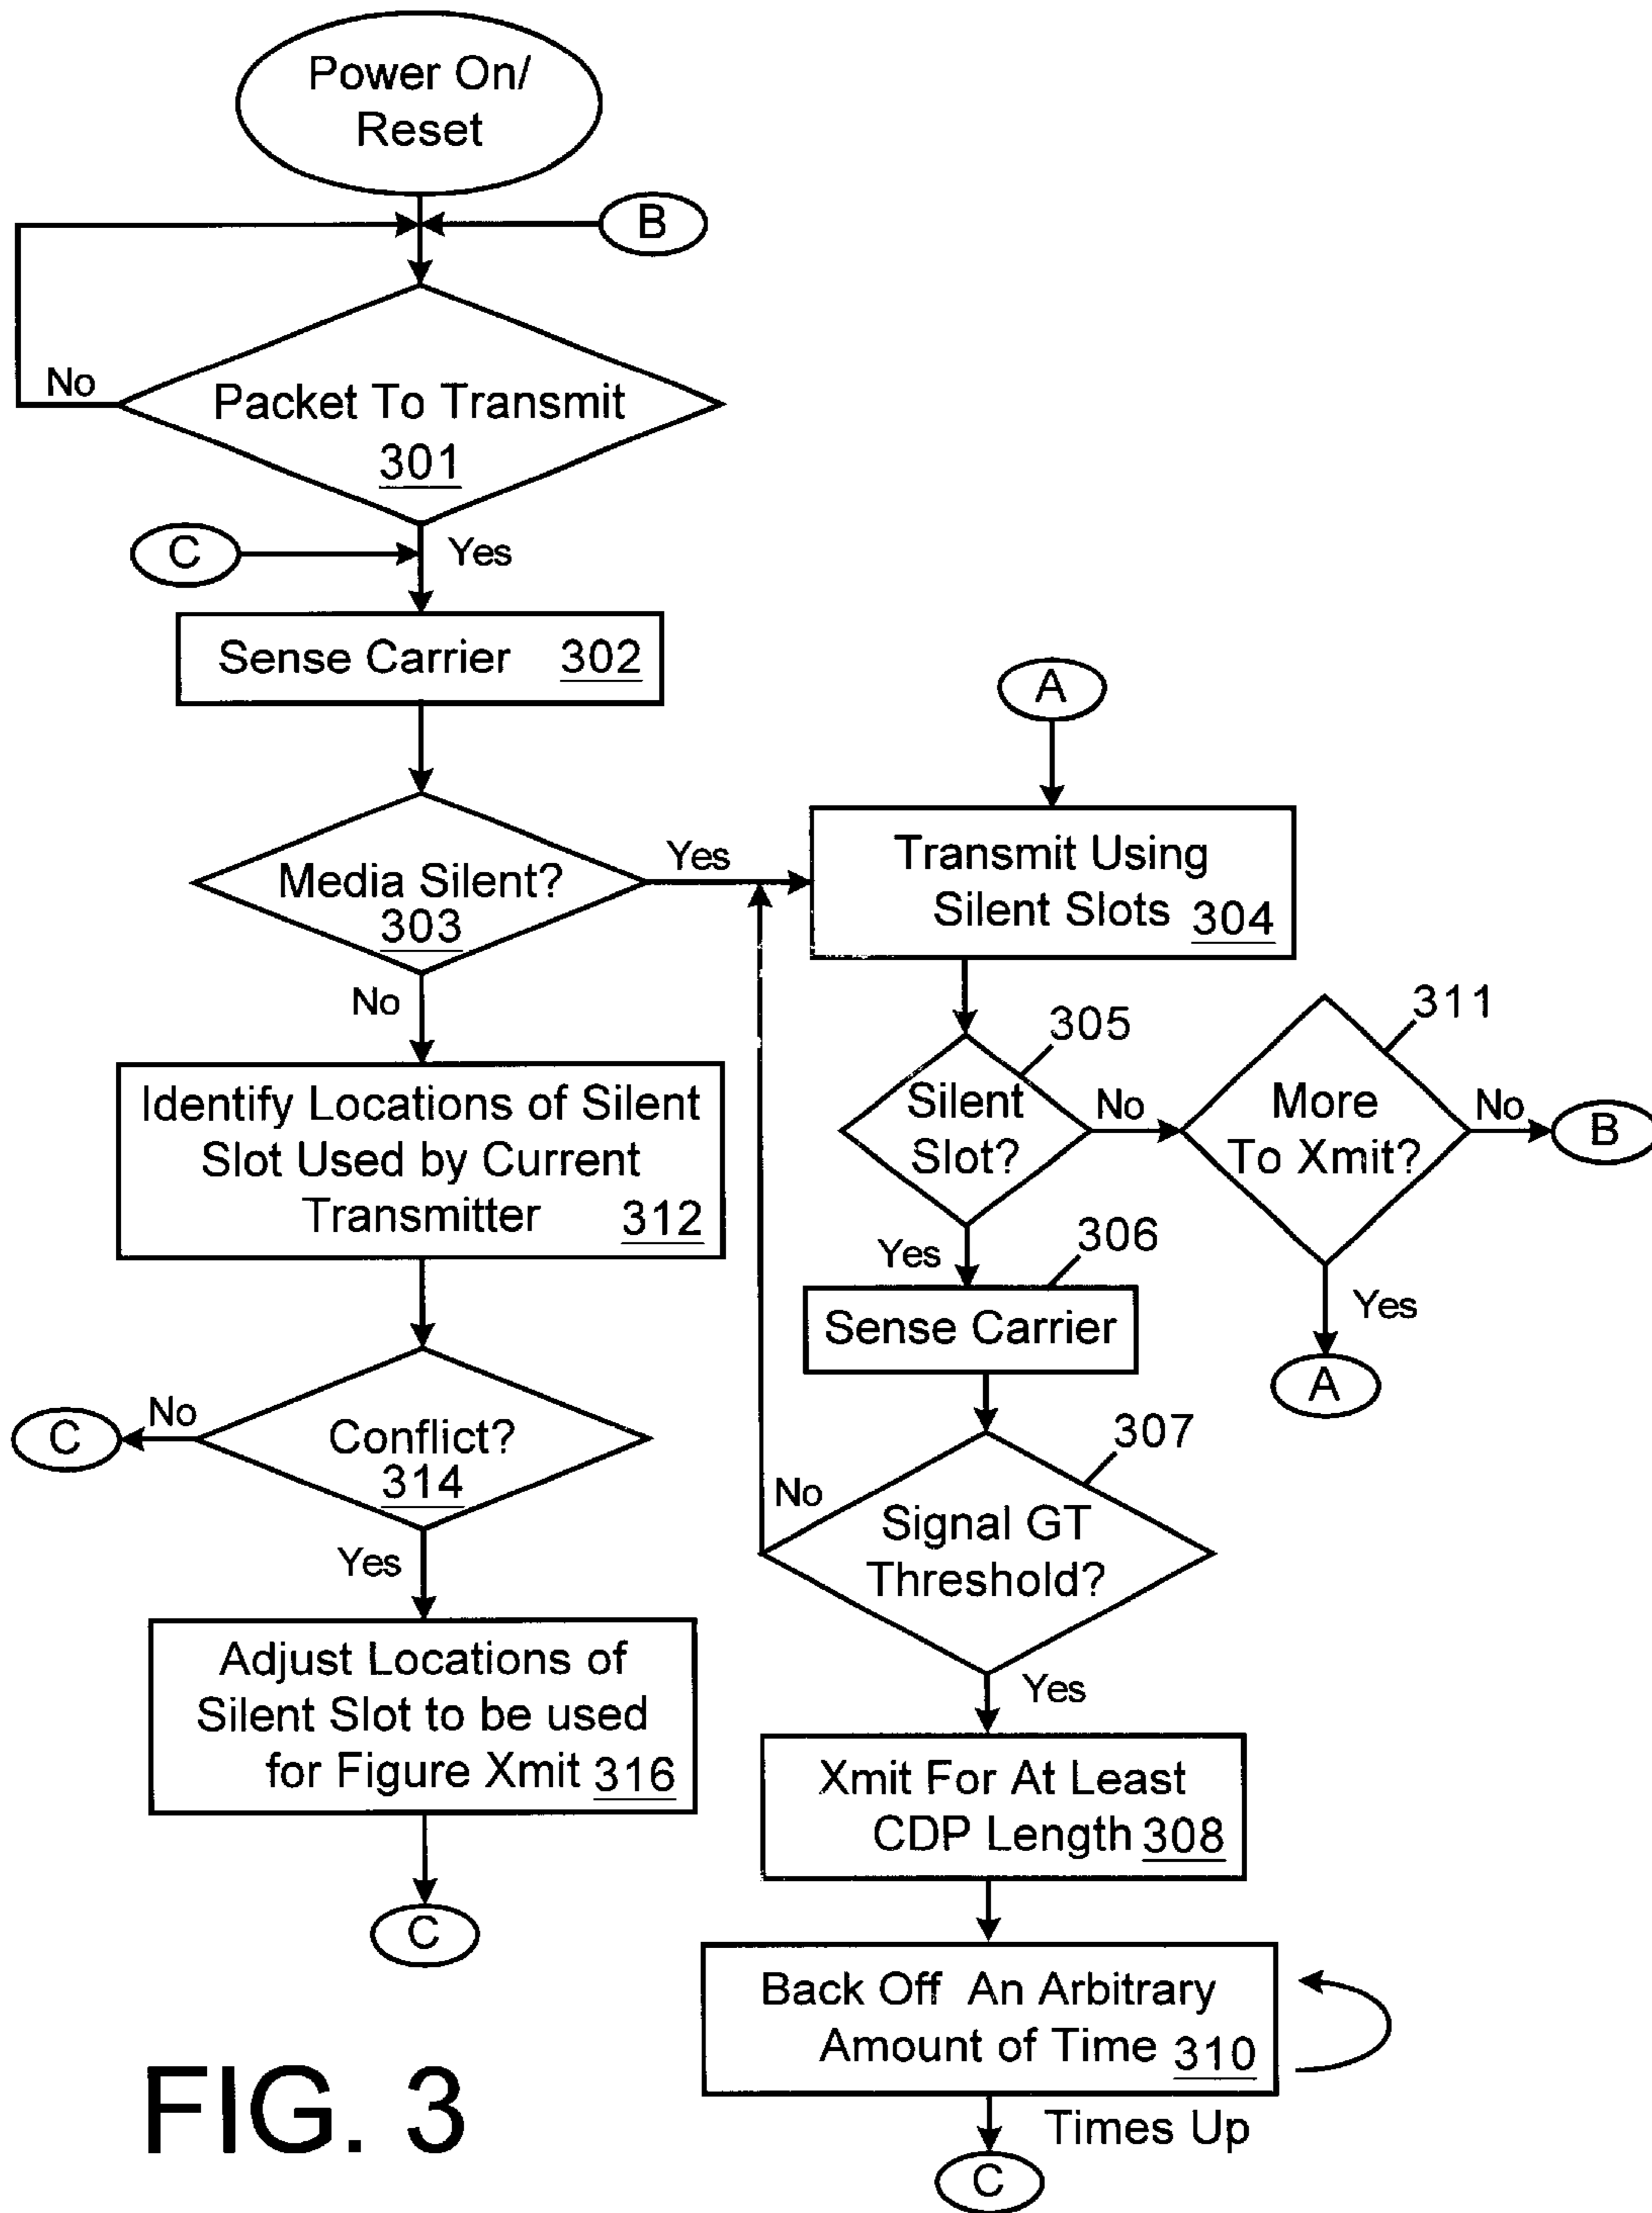 Power On/
Reset
B
No
Packet To Transmit
301
C
Yes
Sense Carrier 302
A
Media Silent?
303
Yes
Transmit Using
Silent Slots 304
No
Identify Locations of Silent
Slot Used by Current
Transmitter 312
305
Silent
Slot?
No
311
More
To Xmit?
No
B
Yes
306
Sense Carrier
Yes
A
Conflict?
314
No
C
307
No
Signal GT
Threshold?
Yes
Adjust Locations of
Silent Slot to be used
for Figure Xmit 316
C
Yes
Xmit For At Least
CDP Length 308
Back Off An Arbitrary
Amount of Time 310
Times Up
C
FIG. 3